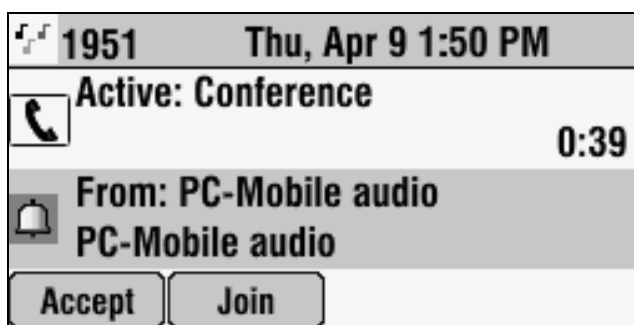 1951 Thu, Apr 9 1:50 PM
Active: Conference
0:39
From: PC-Mobile audio
PC-Mobile audio
Accept Join